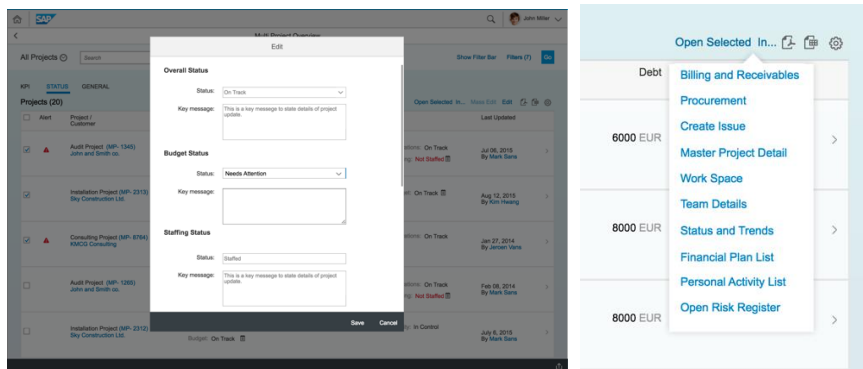 SAP
John Miller
Multi Project Overview
All Projects
Search
Show Filter Bar Filters (7) Go
KPI STATUS GENERAL
Projects (20)
Open Selected In... Mass Edit Edit
Alert Project / Customer Last Updated
Audit Project (MP- 1345)
John and Smith co.
On Track
Not Staffed
Jul 06, 2015
By Mark Sans
Installation Project (MP- 2313)
Sky Construction Ltd.
On Track
Aug 12, 2015
By Kim Hwang
Consulting Project (MP- 8764)
KMCG Consulting
On Track
Jan 27, 2014
By Jeroen Vans
Audit Project (MP- 1265)
John and Smith co.
On Track
Not Staffed
Feb 08, 2014
By Mark Sans
Installation Project (MP- 2312)
Sky Construction Ltd.
In Control
Budget: On Track
July 8, 2015
By Mark Sans
Edit
Overall Status
Status: On Track
Key message: This is a key message to state details of project
update.
Budget Status
Status: Needs Attention
Key message:
Staffing Status
Status: Staffed
Key message: This is a key message to state details of project
update.
Save Cancel
Open Selected In...
Debt
6000 EUR
8000 EUR
8000 EUR
Billing and Receivables
Procurement
Create Issue
Master Project Detail
Work Space
Team Details
Status and Trends
Financial Plan List
Personal Activity List
Open Risk Register